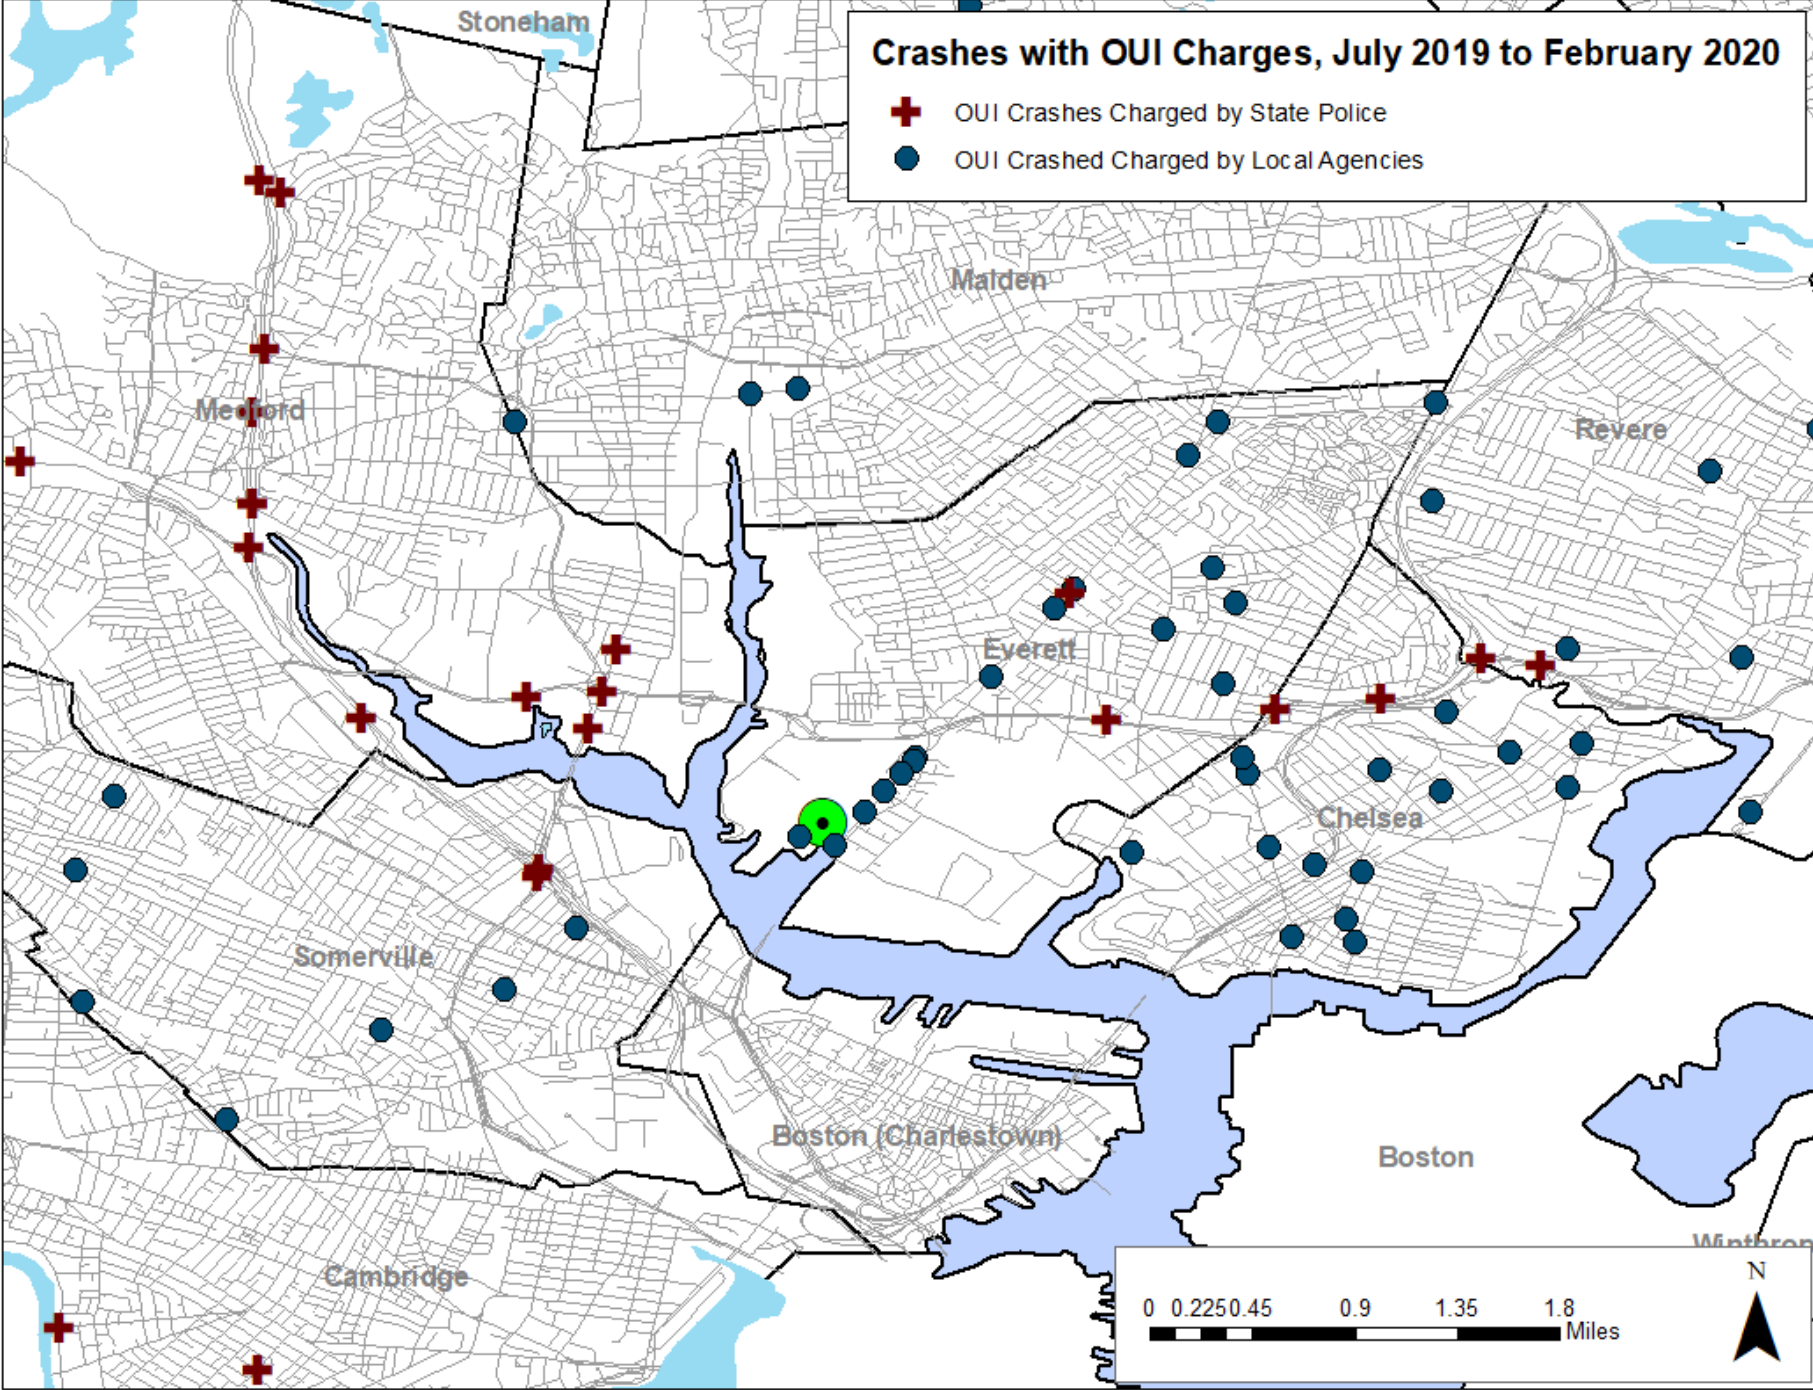 Stoneham
Crashes with OUI Charges, July 2019 to February 2020
OUI Crashes Charged by State Police
OUI Crashed Charged by Local Agencies
Malden
Medford
Revere
Everett
Chelsea
Somerville
Boston (Charlestown)
Boston
Winthrop
Cambridge
N
0 0.225 0.45 0.9 1.35 1.8
Miles